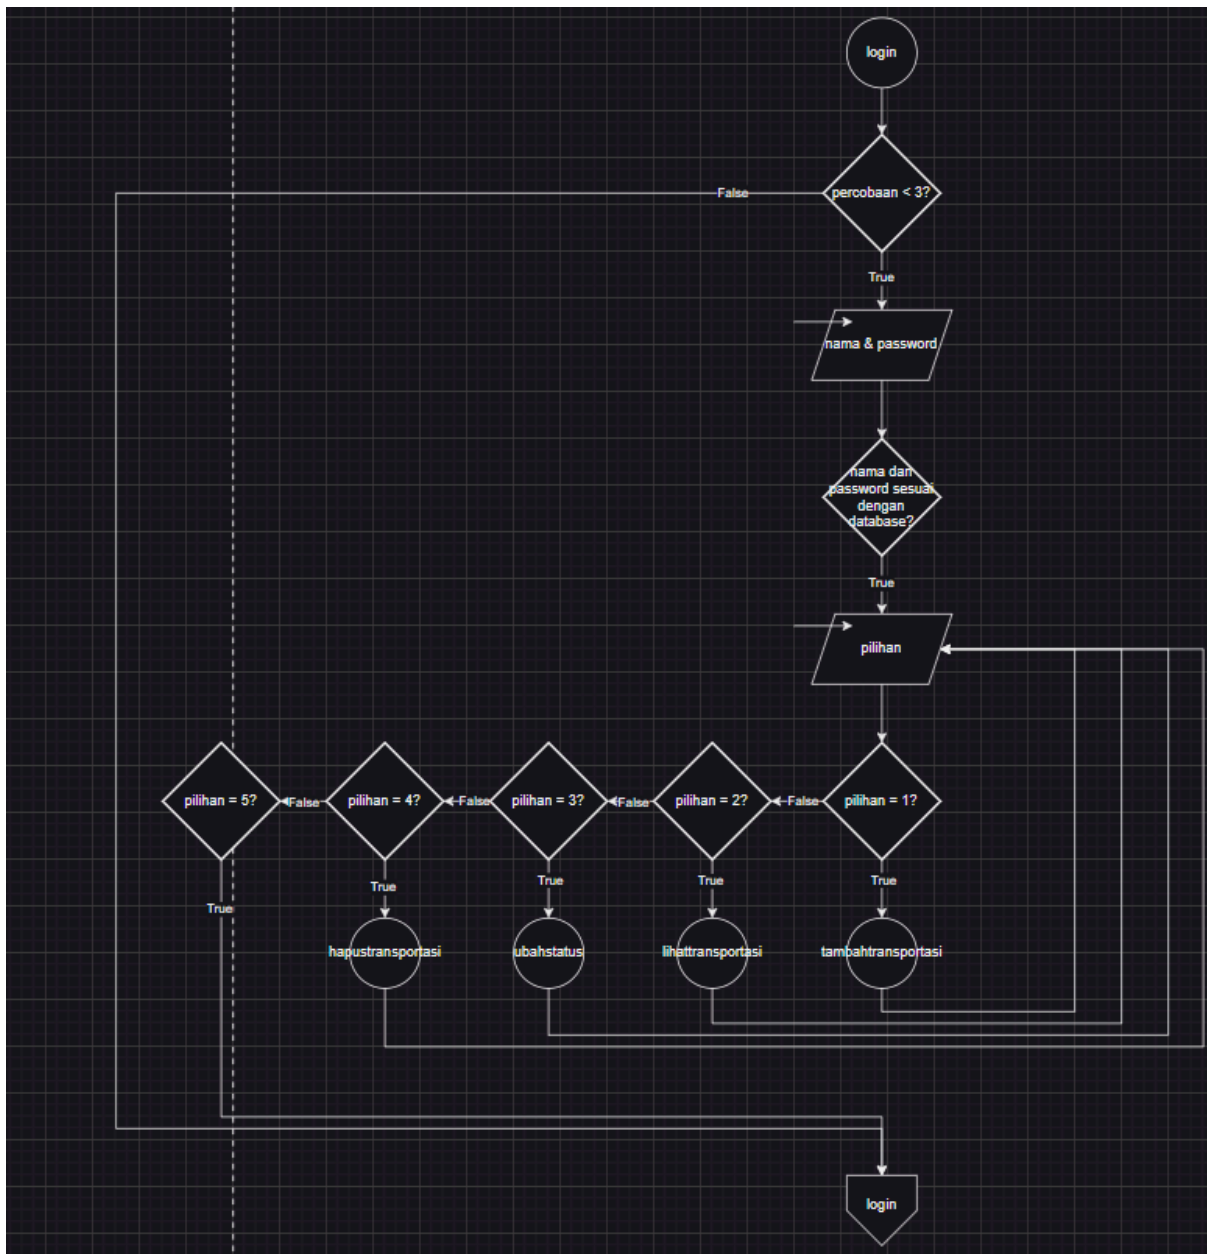 login
percobaan < 3?
False
True
nama & password
nama dan
password sesuai
dengan
database?
True
pilihan
pilihan = 5?
False
pilihan = 4?
False
pilihan = 3?
False
pilihan = 2?
False
pilihan = 1?
True
True
True
True
True
hapustransportasi
ubahstatus
lihattransportasi
tambahtransportasi
login